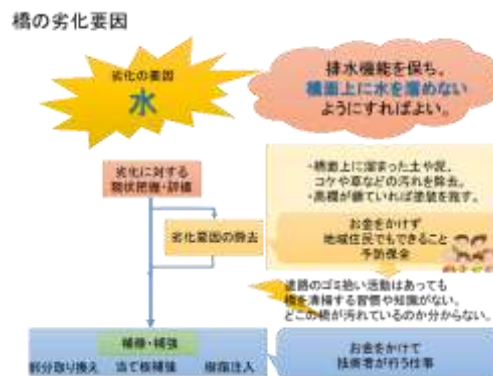 橋の劣化要因
劣化の要因
水
排水機能を保ち、
橋面上に水を溜めない
ようにすればよい。
劣化に対する
現状把握・評価
・橋面上に溜まった土や泥、
コケや草などの汚れを除去。
・高欄が錆ていれば塗装を施す。
劣化要因の除去
お金をかけず
地域住民でもできること
予防保全
道路のゴミ拾い活動はあっても
橋を清掃する習慣や知識がない。
どこの橋が汚れているのか分からない。
補修・補強
部分取り換え 当て板補強 樹脂注入
お金をかけて
技術者が行う仕事